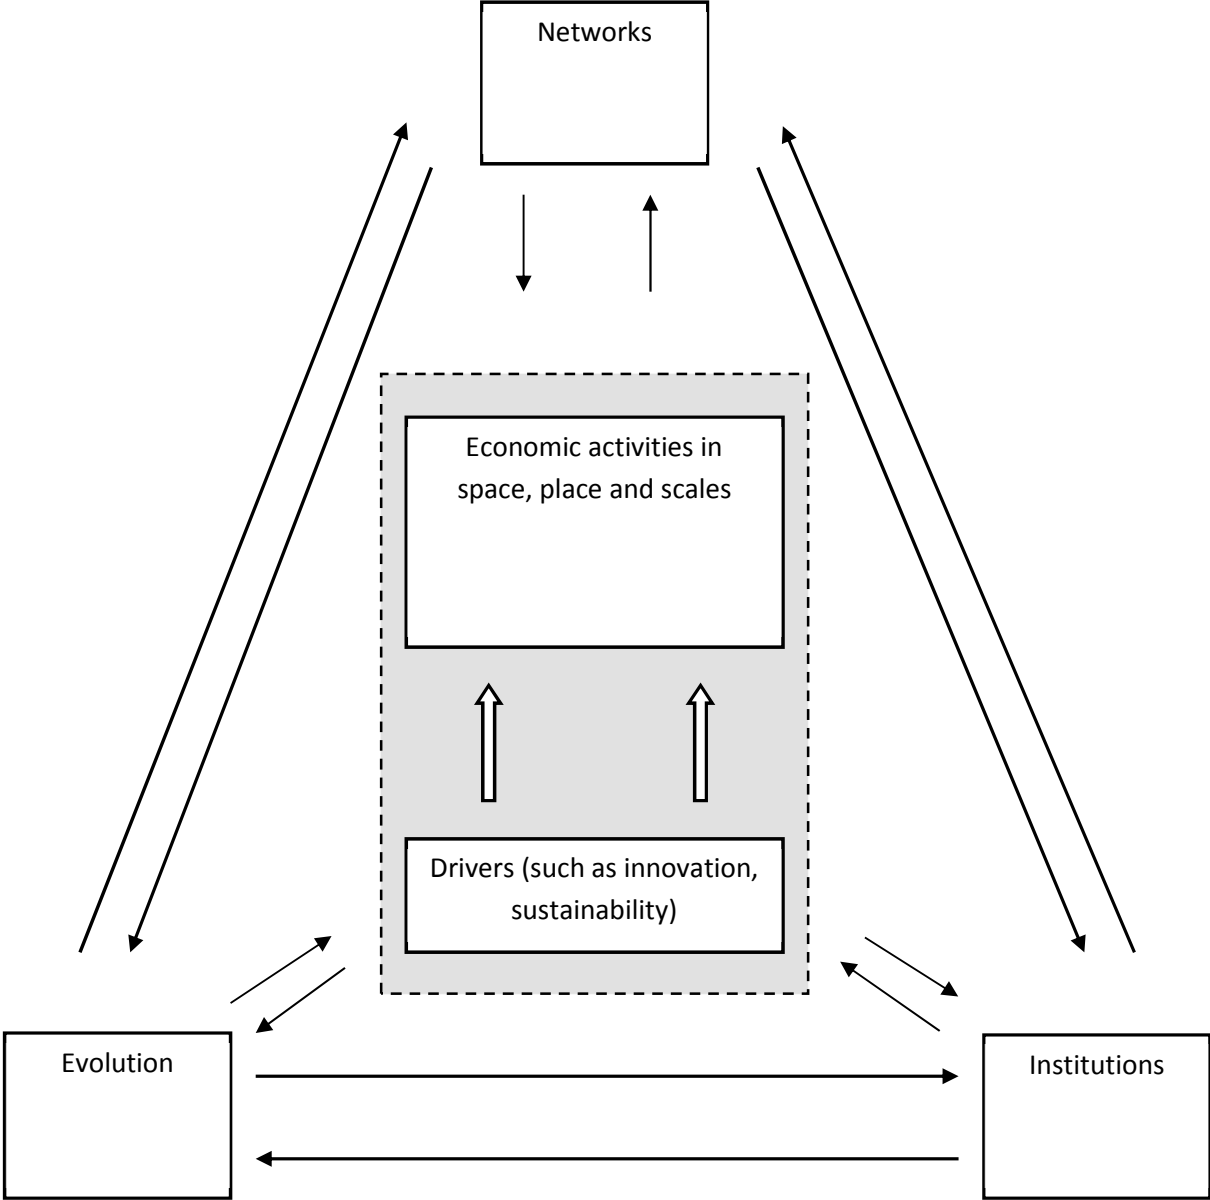 Networks
Economic activities in
space, place and scales
Drivers (such as innovation,
sustainability)
Evolution
Institutions